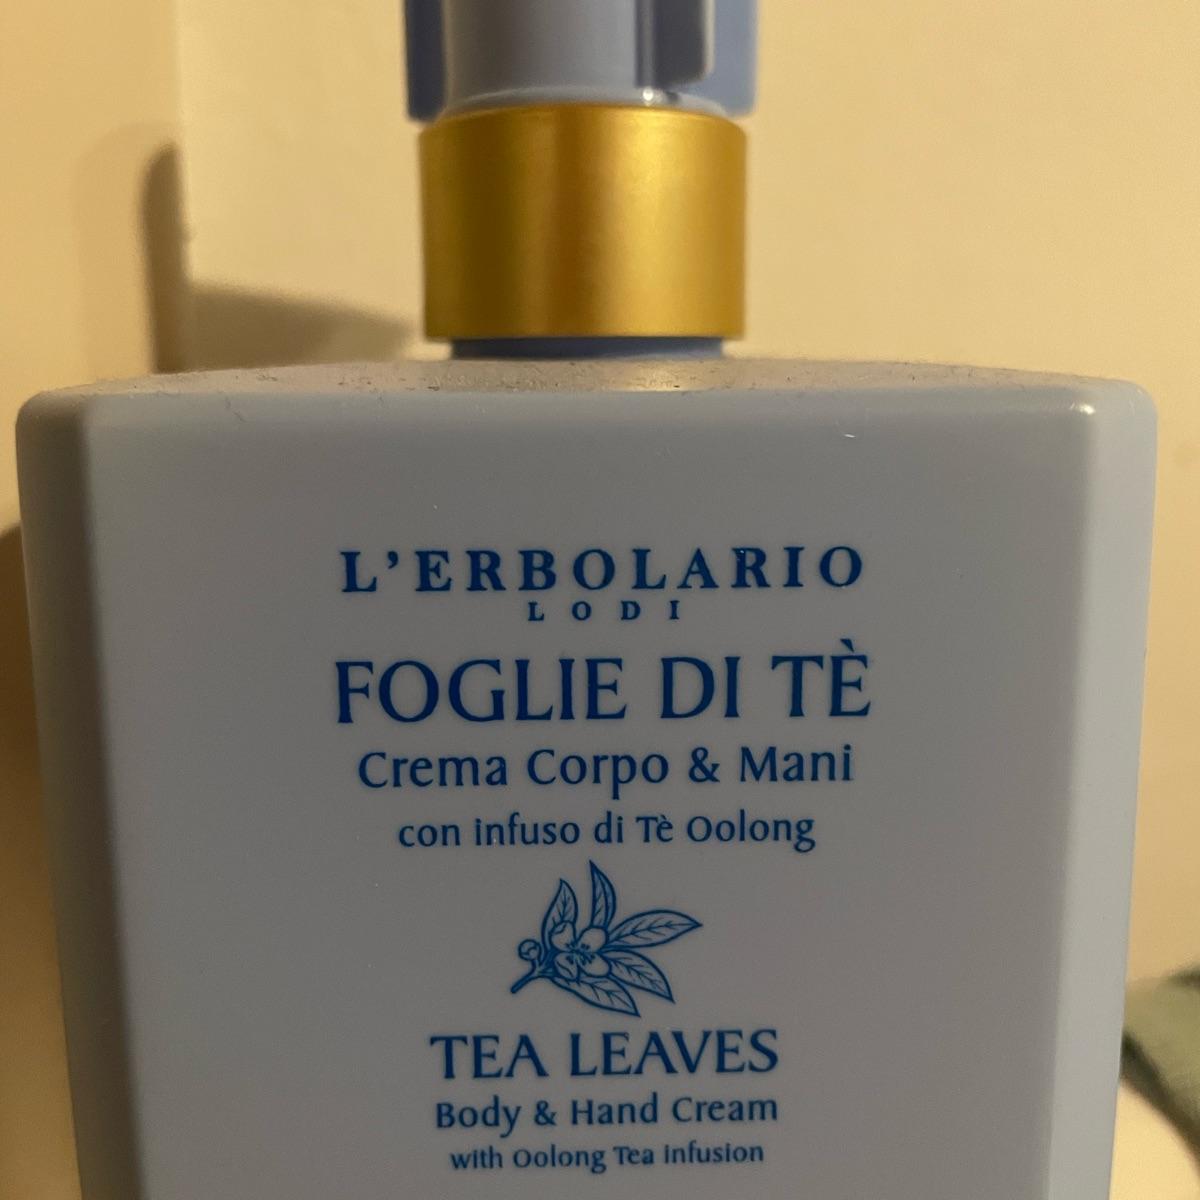 L'ERBOLARIO
LODI
FOGLIE DI TÈ
Crema Corpo & Mani
con infuso di Tè Oolong
TEA LEAVES
Body & Hand Cream
with Oolong Tea infusion